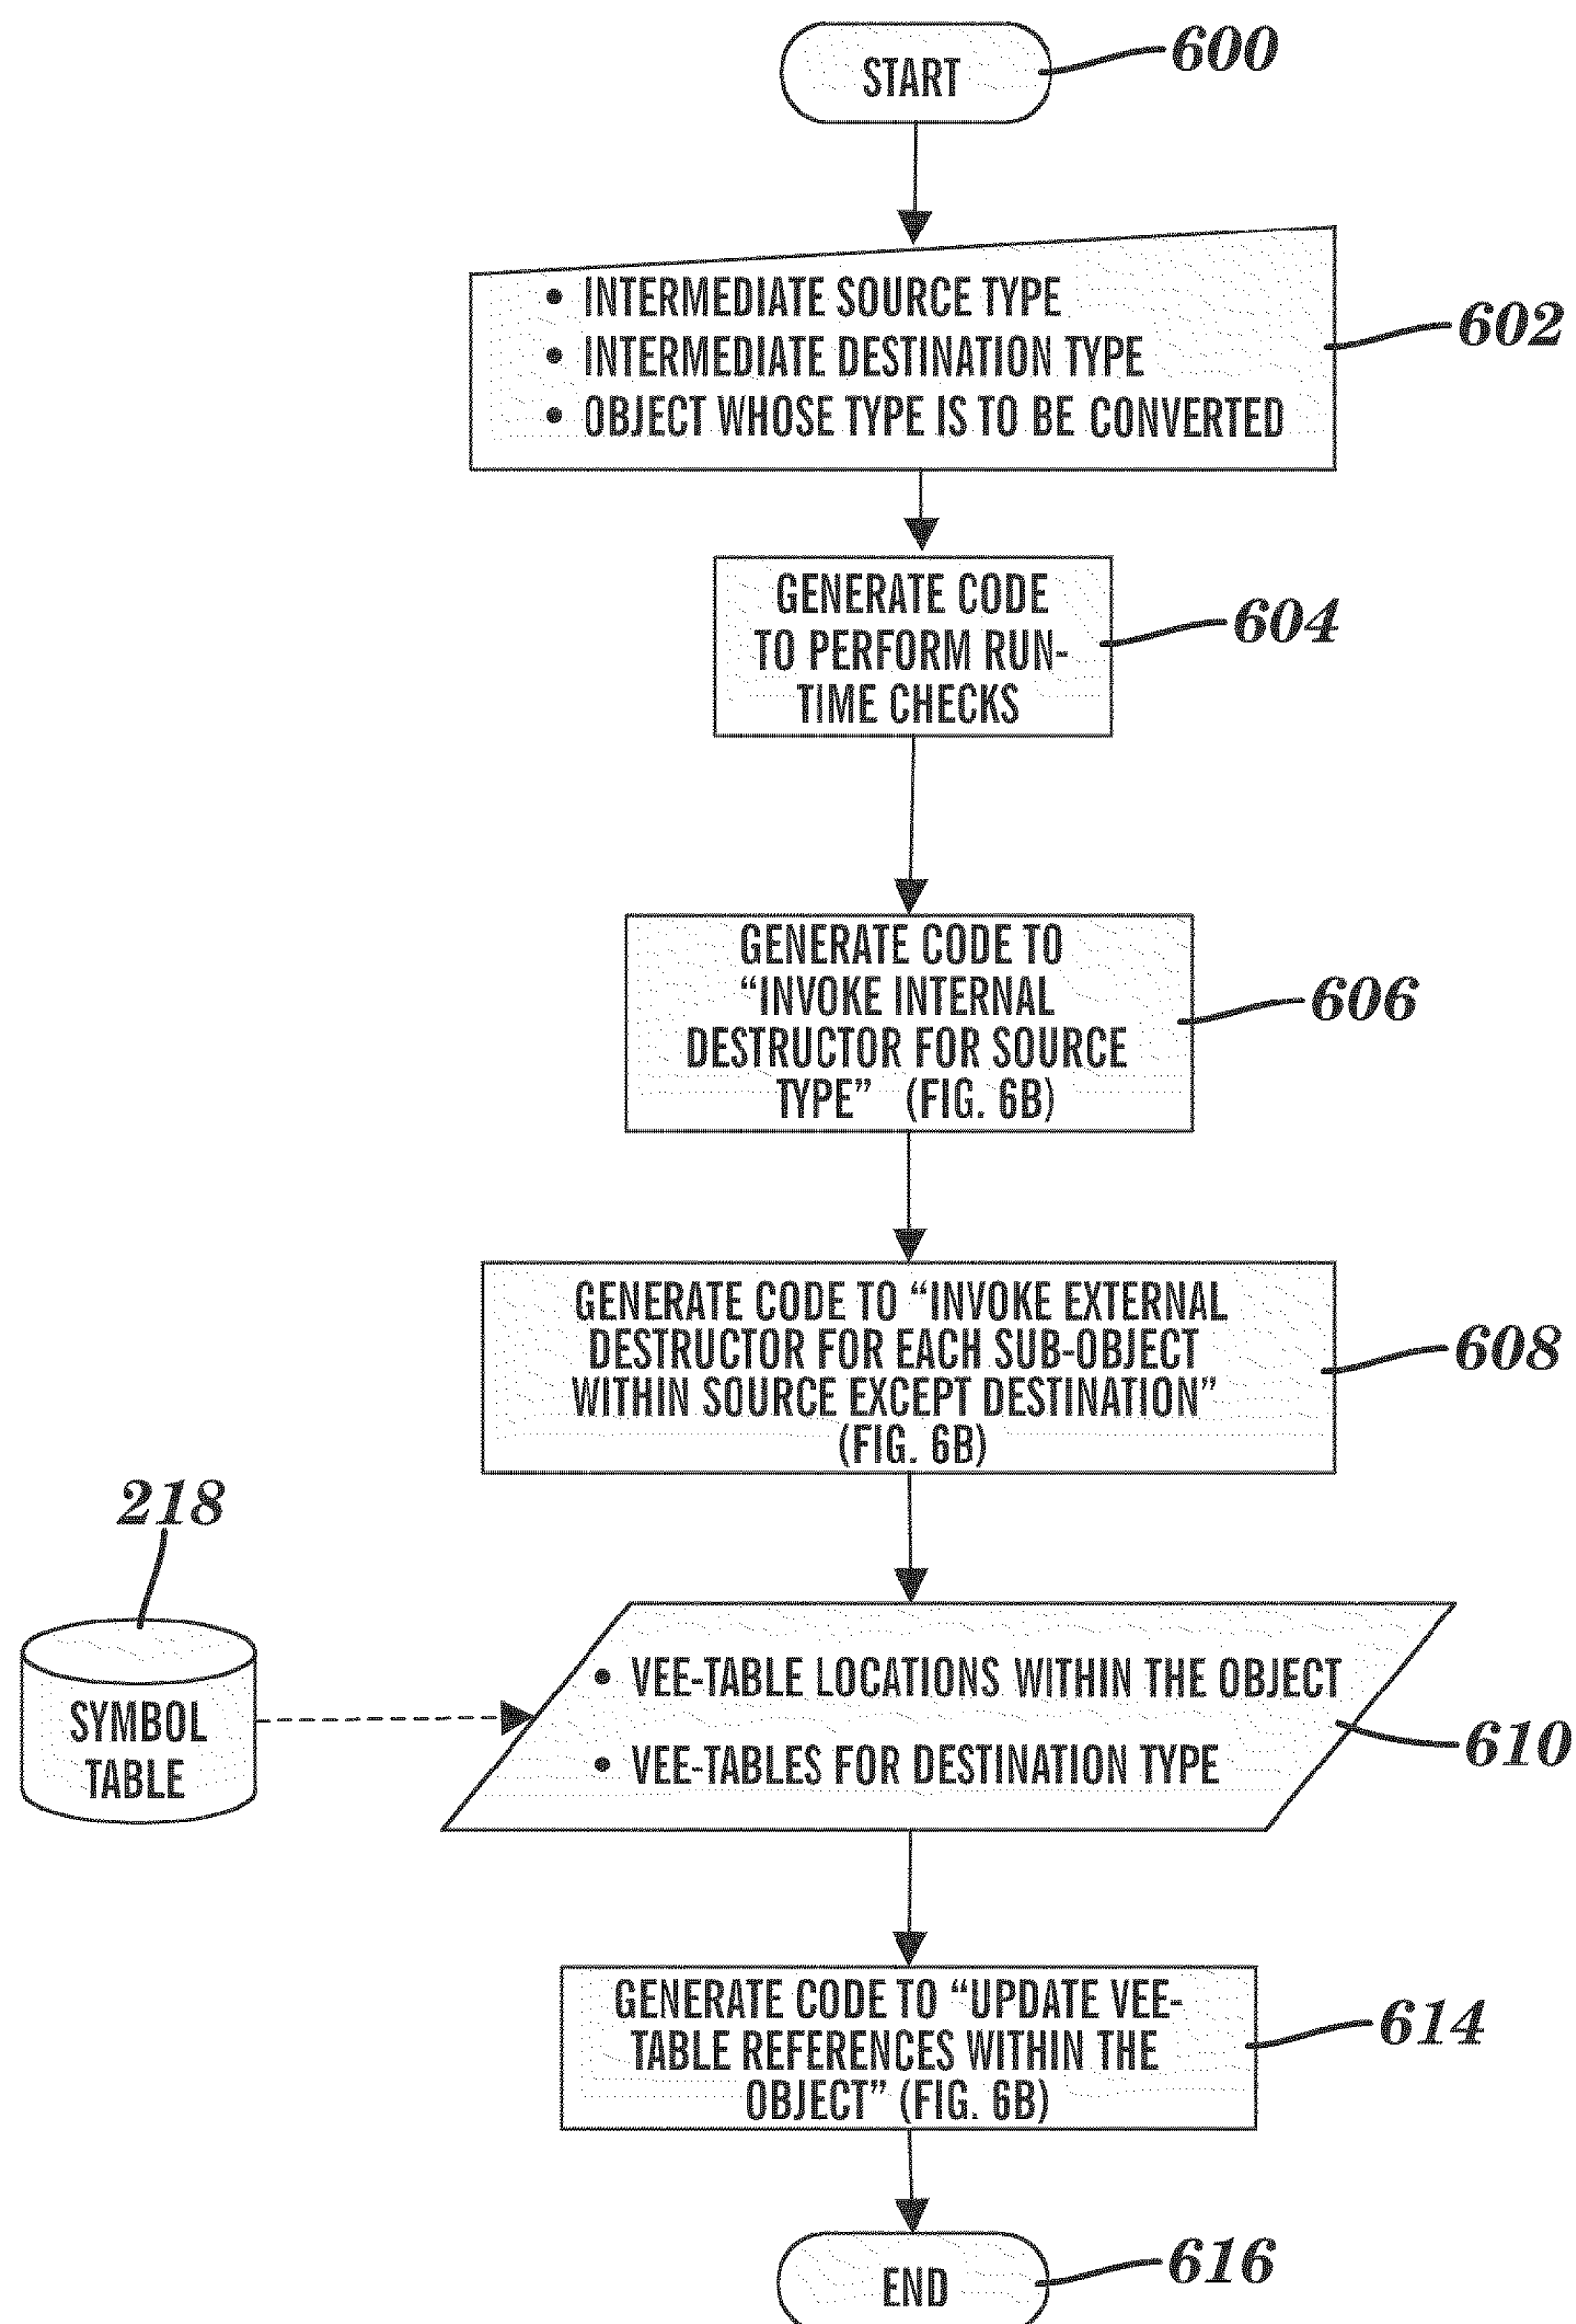 START
600
• INTERMEDIATE SOURCE TYPE
• INTERMEDIATE DESTINATION TYPE
• OBJECT WHOSE TYPE IS TO BE CONVERTED
602
GENERATE CODE
TO PERFORM RUN-
TIME CHECKS
604
GENERATE CODE TO
“INVOKE INTERNAL
DESTRUCTOR FOR SOURCE
TYPE” (FIG. 6B)
606
GENERATE CODE TO “INVOKE EXTERNAL
DESTRUCTOR FOR EACH SUB-OBJECT
WITHIN SOURCE EXCEPT DESTINATION”
(FIG. 6B)
608
218
SYMBOL
TABLE
• VEE-TABLE LOCATIONS WITHIN THE OBJECT
• VEE-TABLES FOR DESTINATION TYPE
610
GENERATE CODE TO “UPDATE VEE-
TABLE REFERENCES WITHIN THE
OBJECT” (FIG. 6B)
614
END
616